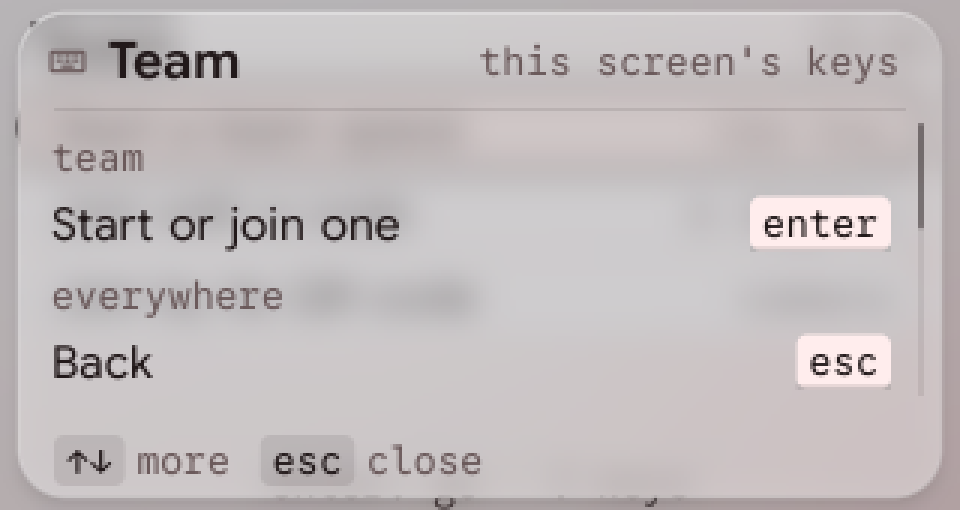 Team this screen's keys
team
Start or join one enter
everywhere
Back esc
↑↓ more esc close